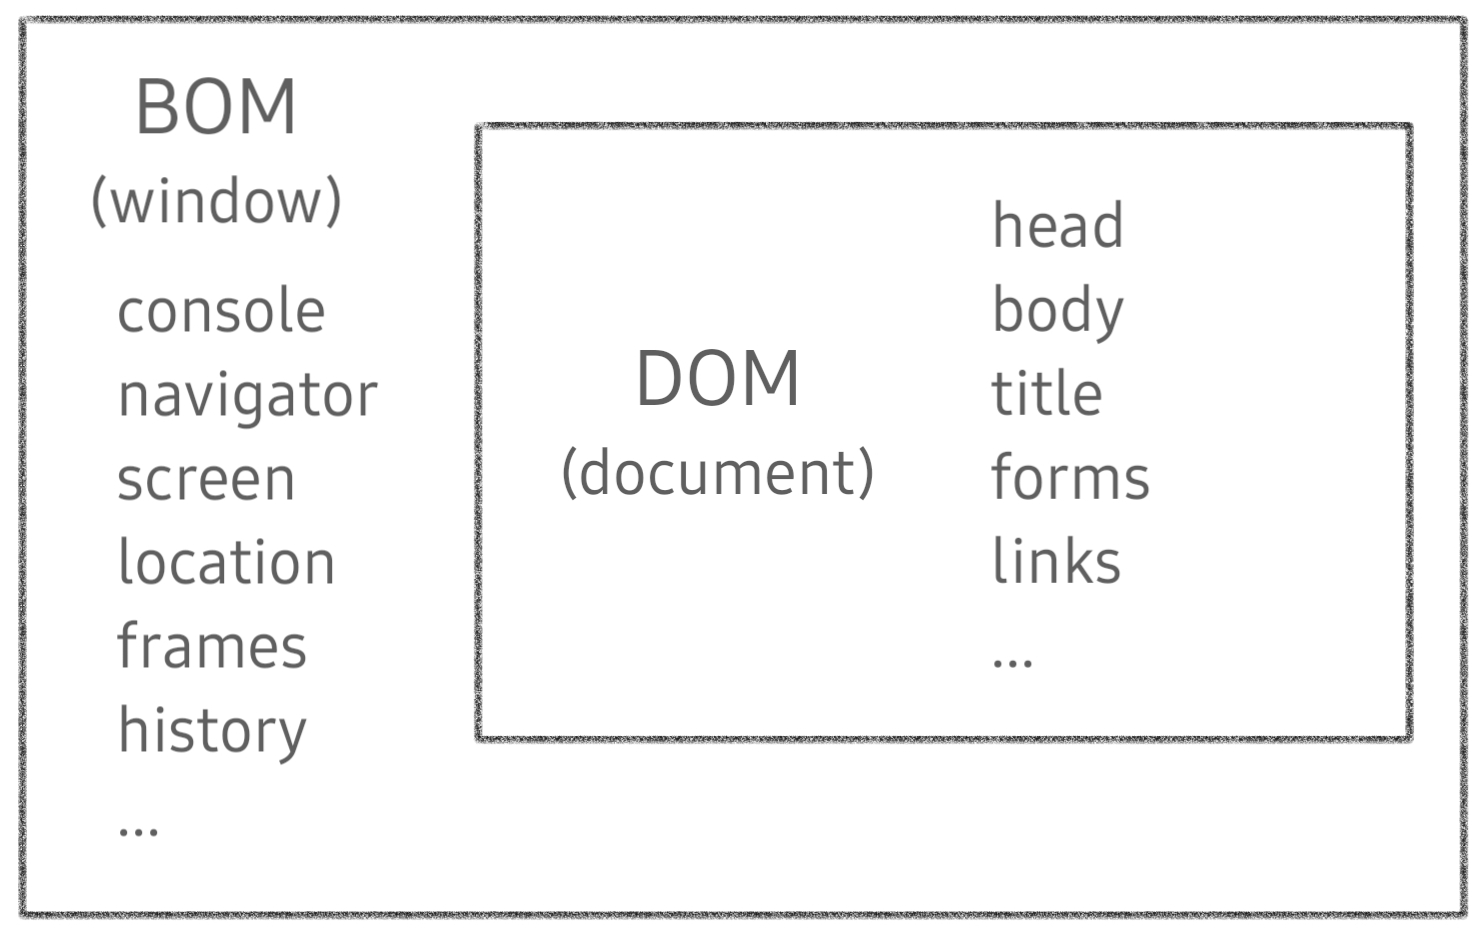 BOM
(window)
console
navigator
screen
location
frames
history
...
DOM
(document)
head
body
title
forms
links
...